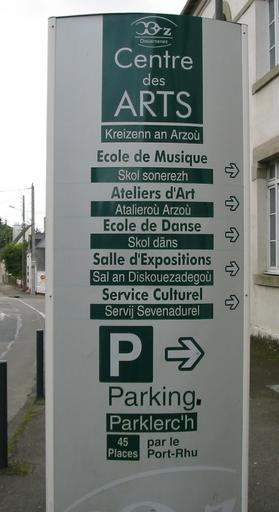 Douarnenez
Centre
des
ARTS
Kreizenn an Arzoù
Ecole de Musique
Skol sonerezh
Ateliers d'Art
Atalieroù Arzoù
Ecole de Danse
Skol dãns
Salle d'Expositions
Sal an Diskouezadegoù
Service Culturel
Servij Sevenadurel
P
Parking.
Parklerc'h
45 par le
Places Port-Rhu